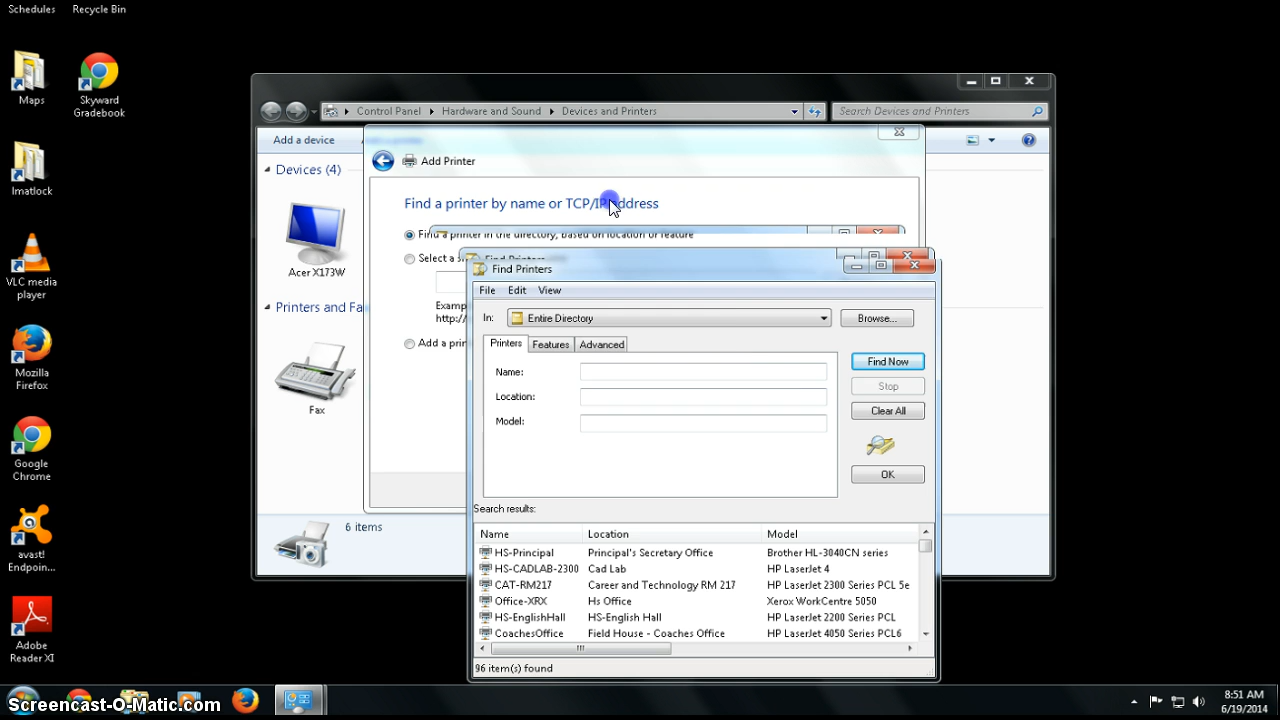 Schedules
Recycle Bin
Maps
Skyward
Gradebook
lmatlock
VLC media
player
Mozilla
Firefox
Google
Chrome
avast!
Endpoin...
Adobe
Reader XI
Control Panel
Hardware and Sound
Devices and Printers
Search Devices and Printers
Add a device
Devices (4)
Acer X173W
Printers and Fa
Fax
6 items
Add Printer
Find a printer by name or TCP/IP address
Find a printer in the directory, based on location or feature
Select a s
Examp
http:/
Add a prin
Find Printers
File Edit View
In: Entire Directory
Browse...
Printers Features Advanced
Name:
Location:
Model:
Find Now
Stop
Clear All
OK
Search results:
Name Location Model
HS-Principal Principal's Secretary Office Brother HL-3040CN series
HS-CADLAB-2300 Cad Lab HP LaserJet 4
CAT-RM217 Career and Technology RM 217 HP LaserJet 2300 Series PCL 5e
Office-XRX Hs Office Xerox WorkCentre 5050
HS-EnglishHall HS-English Hall HP LaserJet 2200 Series PCL
CoachesOffice Field House - Coaches Office HP LaserJet 4050 Series PCL6
96 item(s) found
Screencast-O-Matic.com
8:51 AM
6/19/2014